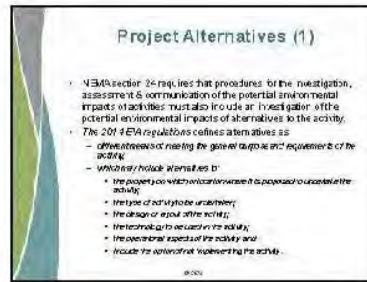 Project Alternatives (1)
• NEMA section 24 requires that procedures for the investigation,
assessment & communication of the potential environmental
impacts of activities must also include an investigation of the
potential environmental impacts of alternatives to the activity.
• The 2014 EIA regulations defines alternatives as
– different means of meeting the general purpose and requirements of the
activity;
– which may include alternatives to:
• the property on which or location where it is proposed to undertake the
activity;
• the type of activity to be undertaken;
• the design or layout of the activity;
• the technology to be used in the activity;
• the operational aspects of the activity and
• include the option of not implementing the activity.